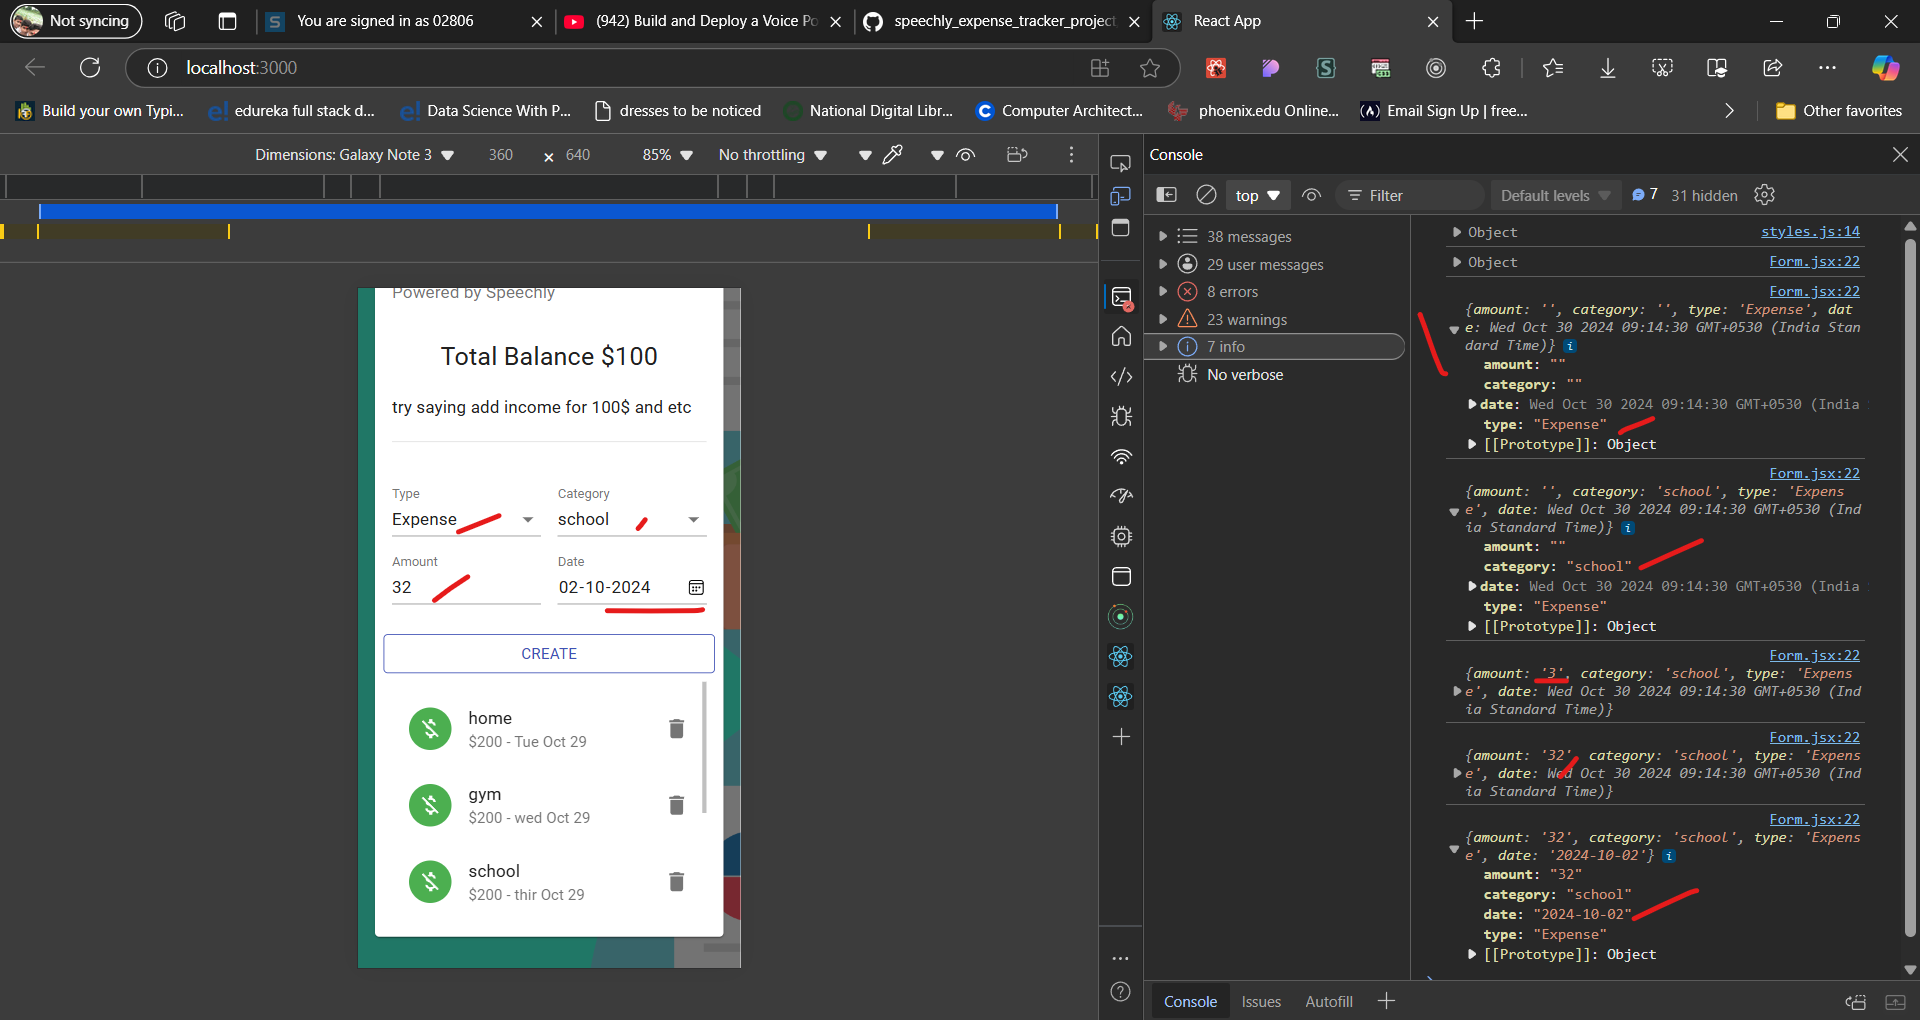 Not syncing
You are signed in as 02806
(942) Build and Deploy a Voice Po
speechly_expense_tracker_project
React App
localhost:3000
Build your own Typi...
edureka full stack d...
Data Science With P...
dresses to be noticed
National Digital Libr...
Computer Architect...
phoenix.edu Online...
Email Sign Up | free...
Other favorites
Dimensions: Galaxy Note 3
360 × 640
85%
No throttling
Powered by Speechly
Total Balance $100
try saying add income for 100$ and etc
Type
Category
Expense
school
Amount
Date
32
02-10-2024
CREATE
home
$200 - Tue Oct 29
gym
$200 - wed Oct 29
school
$200 - thir Oct 29
Console
top
Filter
Default levels
7
31 hidden
38 messages
29 user messages
8 errors
23 warnings
7 info
No verbose
Object styles.js:14
Object Form.jsx:22
Form.jsx:22
{amount: '', category: '', type: 'Expense', dat
e: Wed Oct 30 2024 09:14:30 GMT+0530 (India Stan
dard Time)}
amount: ""
category: ""
date: Wed Oct 30 2024 09:14:30 GMT+0530 (India
type: "Expense"
[[Prototype]]: Object
Form.jsx:22
{amount: '', category: 'school', type: 'Expens
e', date: Wed Oct 30 2024 09:14:30 GMT+0530 (Ind
ia Standard Time)}
amount: ""
category: "school"
date: Wed Oct 30 2024 09:14:30 GMT+0530 (India
type: "Expense"
[[Prototype]]: Object
Form.jsx:22
{amount: '3', category: 'school', type: 'Expens
e', date: Wed Oct 30 2024 09:14:30 GMT+0530 (Ind
ia Standard Time)}
Form.jsx:22
{amount: '32', category: 'school', type: 'Expens
e', date: Wed Oct 30 2024 09:14:30 GMT+0530 (Ind
ia Standard Time)}
Form.jsx:22
{amount: '32', category: 'school', type: 'Expens
e', date: '2024-10-02'}
amount: "32"
category: "school"
date: "2024-10-02"
type: "Expense"
[[Prototype]]: Object
Console
Issues
Autofill